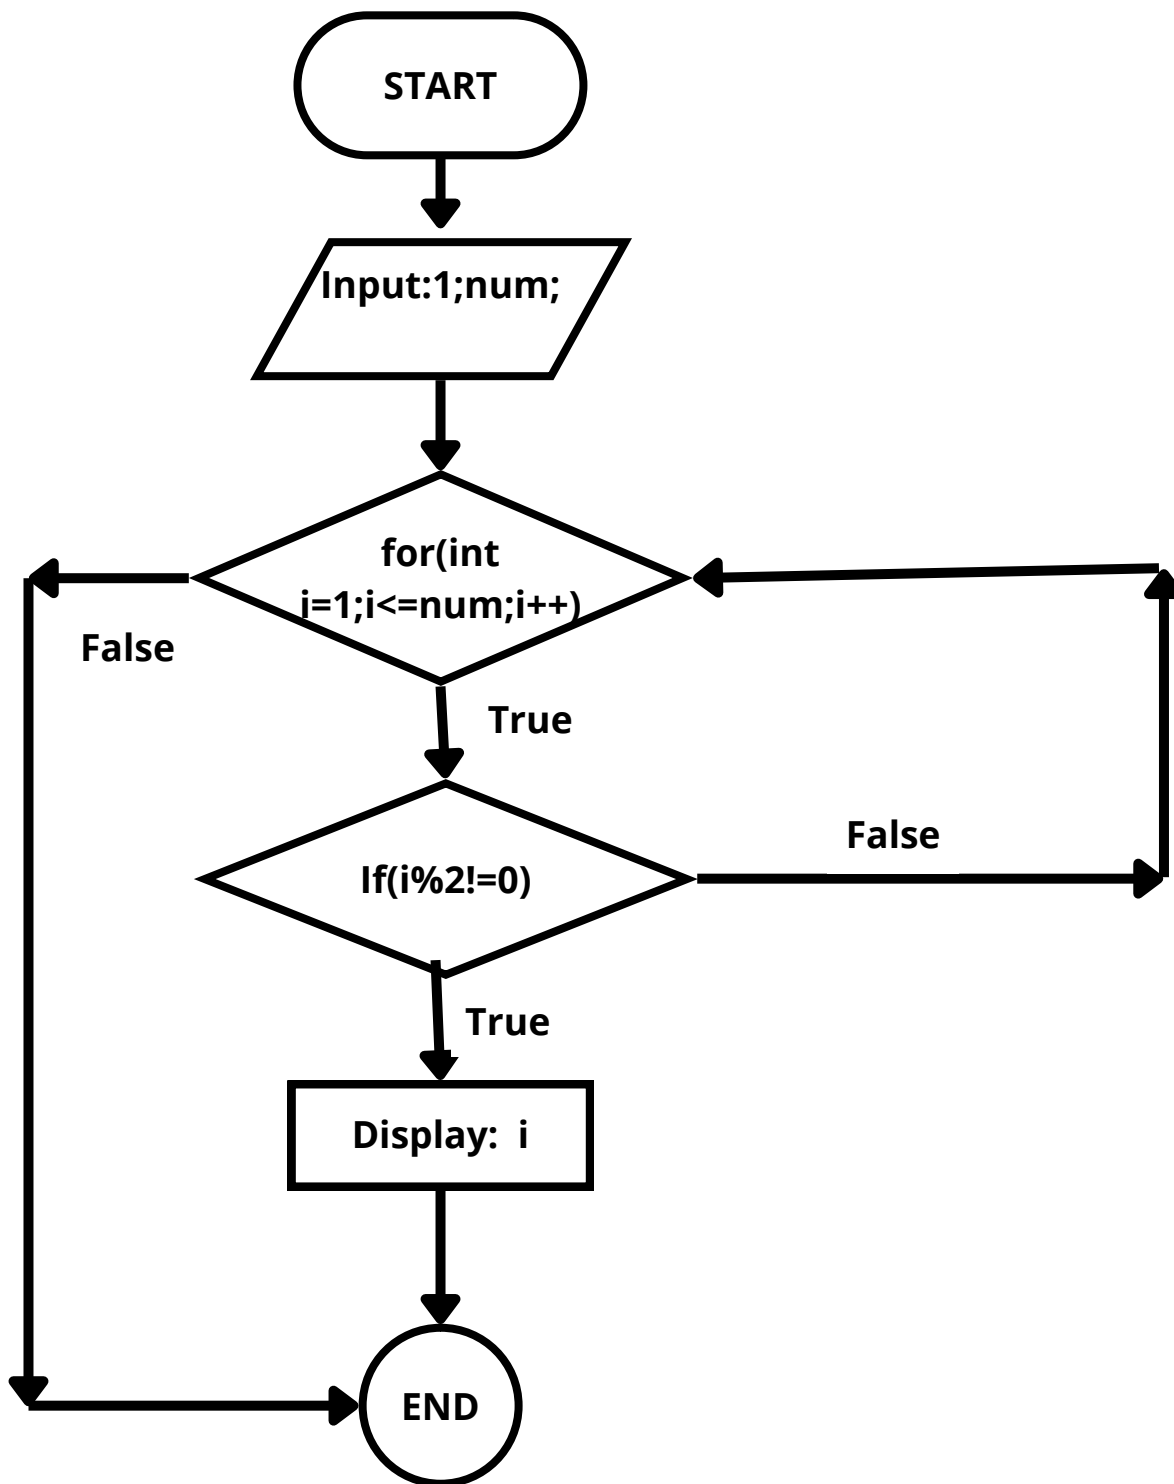 START
Input:1;num;
for(int
i=1;i<=num;i++)
False
True
False
If(i%2!=0)
True
Display: i
END